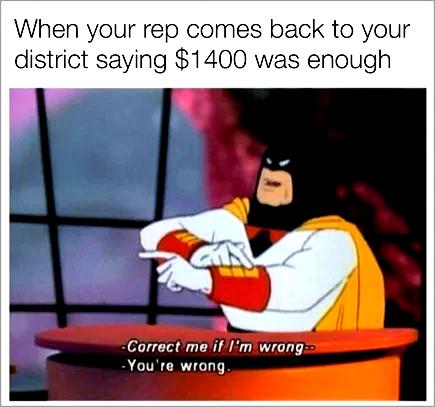 When your rep comes back to your
district saying $1400 was enough
-Correct me if I'm wrong--
-You're wrong.